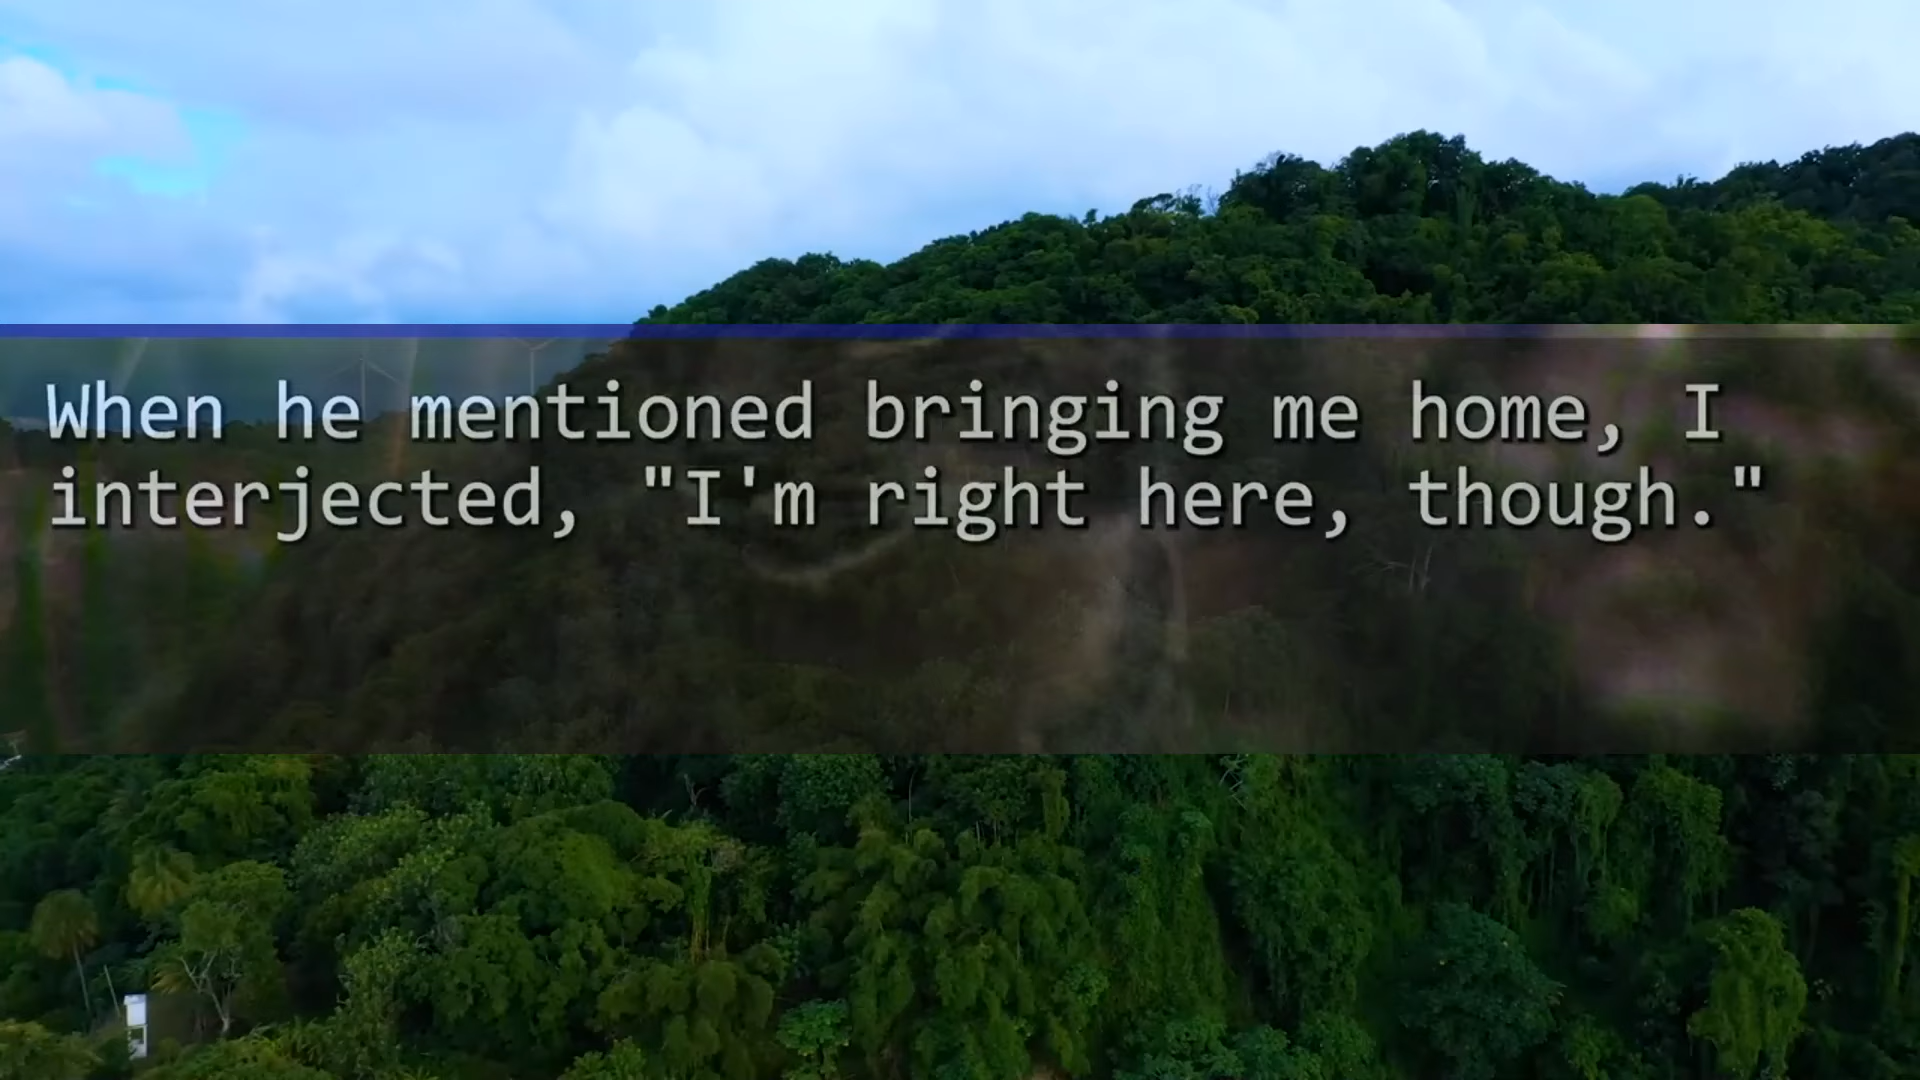 When he mentioned bringing me home, I
interjected, "I'm right here, though."